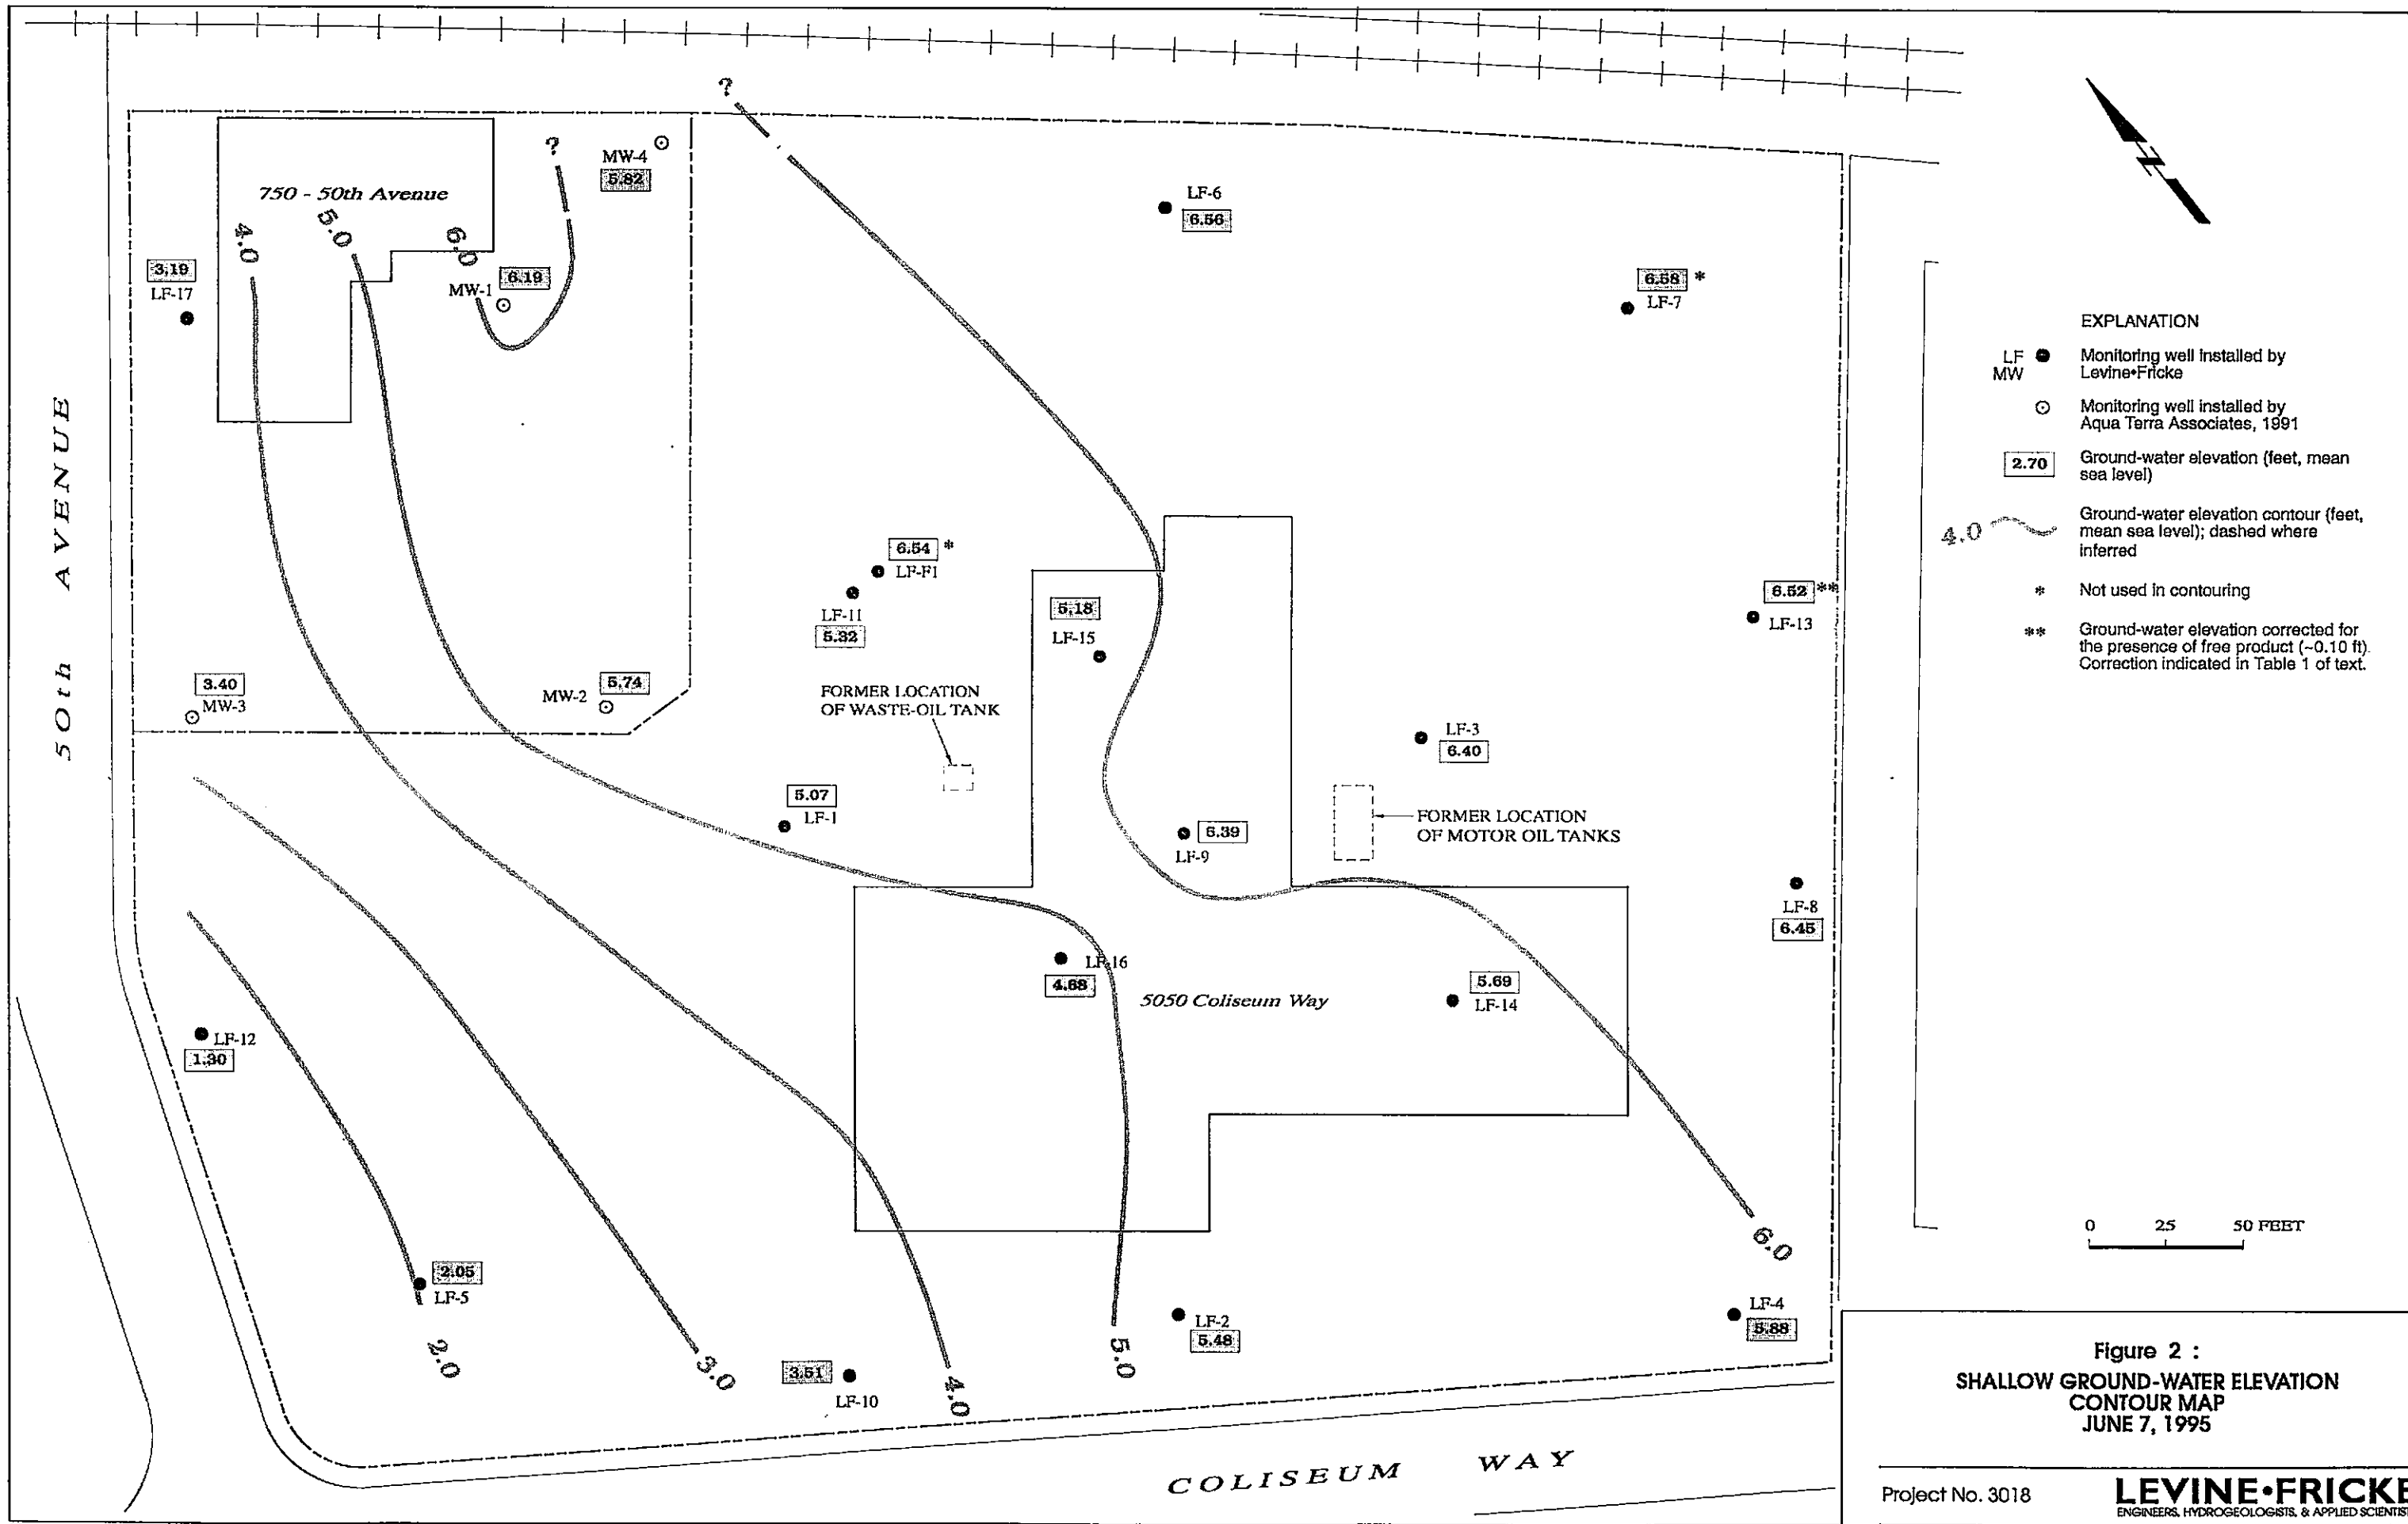 ?
?
MW-4
5.82
750 - 50th Avenue
4.0
5.0
6.0
6.19
MW-1
3.19
LF-17
LF-6
6.56
6.58 *
LF-7
50th AVENUE
6.54 *
LF-F1
LF-11
5.32
5.18
LF-15
6.52 **
LF-13
3.40
MW-3
MW-2
5.74
FORMER LOCATION
OF WASTE-OIL TANK
LF-3
6.40
5.07
LF-1
FORMER LOCATION
OF MOTOR OIL TANKS
LF-9
LF-8
6.45
LF-16
4.68
5050 Coliseum Way
5.69
LF-14
LF-12
1.30
2.05
LF-5
2.0
3.0
3.51
LF-10
4.0
5.0
LF-2
5.48
6.0
LF-4
5.88
COLISEUM WAY
EXPLANATION
LF
MW
Monitoring well installed by
Levine•Fricke
Monitoring well installed by
Aqua Terra Associates, 1991
2.70
Ground-water elevation (feet, mean
sea level)
4.0
Ground-water elevation contour (feet,
mean sea level); dashed where
inferred
* Not used in contouring
** Ground-water elevation corrected for
the presence of free product (~0.10 ft).
Correction indicated in Table 1 of text.
0 25 50 FEET
Figure 2 :
SHALLOW GROUND-WATER ELEVATION
CONTOUR MAP
JUNE 7, 1995
Project No. 3018
LEVINE•FRICKE
ENGINEERS, HYDROGEOLOGISTS, & APPLIED